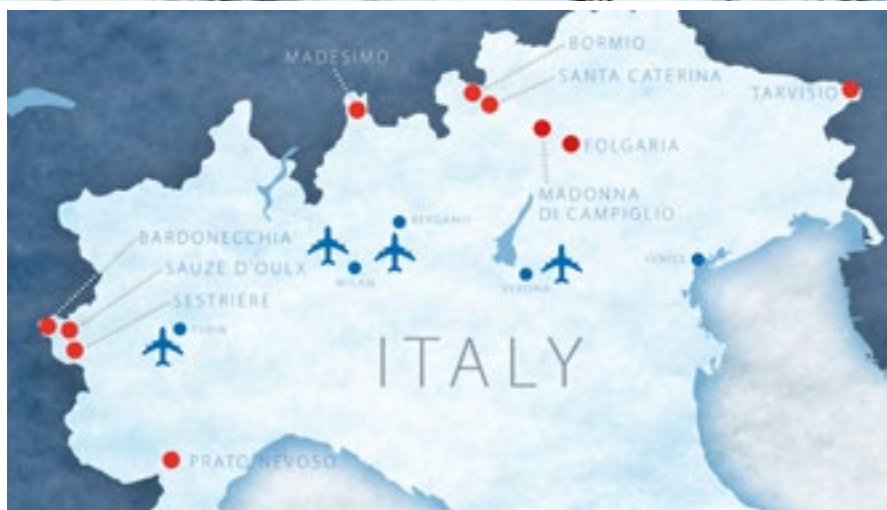 BORMIO
MADESIMO
SANTA CATERINA
TARVISIO
FOLGARIA
MADONNA
DI CAMPIGLIO
BERGAMO
BARDONECCHIA
VENICE
SAUZE D'OULX
MILAN
VERONA
SESTRIERE
TURIN
ITALY
PRATO NEVOSO